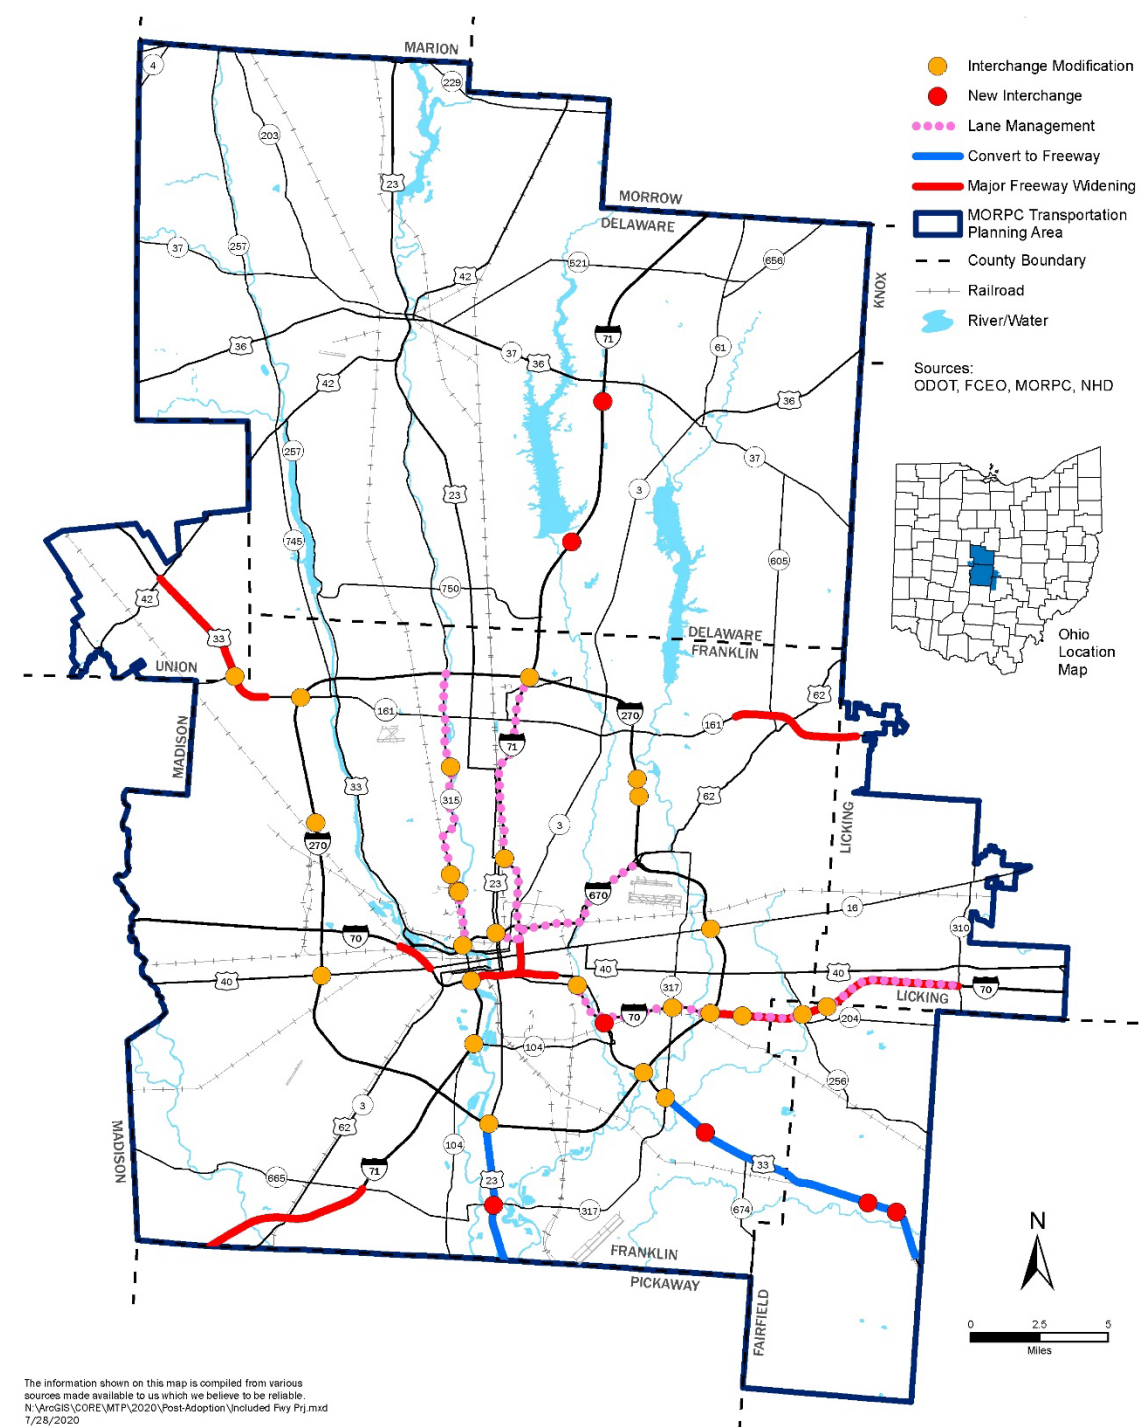 MARION
4
229
203
23
MORROW
DELAWARE
KNOX
37
257
42
521
656
71
36
37
36
61
42
36
257
37
23
3
745
605
42
750
33
DELAWARE
FRANKLIN
UNION
62
161
270
161
71
MADISON
33
315
62
3
LICKING
270
23
670
16
310
70
40
40
40
317
70
LICKING
70
204
104
256
3
62
104
MADISON
71
33
665
23
317
674
FRANKLIN
PICKAWAY
FAIRFIELD
Interchange Modification
New Interchange
Lane Management
Convert to Freeway
Major Freeway Widening
MORPC Transportation
Planning Area
County Boundary
Railroad
River/Water
Sources:
ODOT, FCEO, MORPC, NHD
Ohio
Location
Map
N
0 2.5 5
Miles
The information shown on this map is compiled from various
sources made available to us which we believe to be reliable.
N:\ArcGIS\CORE\MTP\2020\Post-Adoption\Included Fwy Prj.mxd
7/28/2020